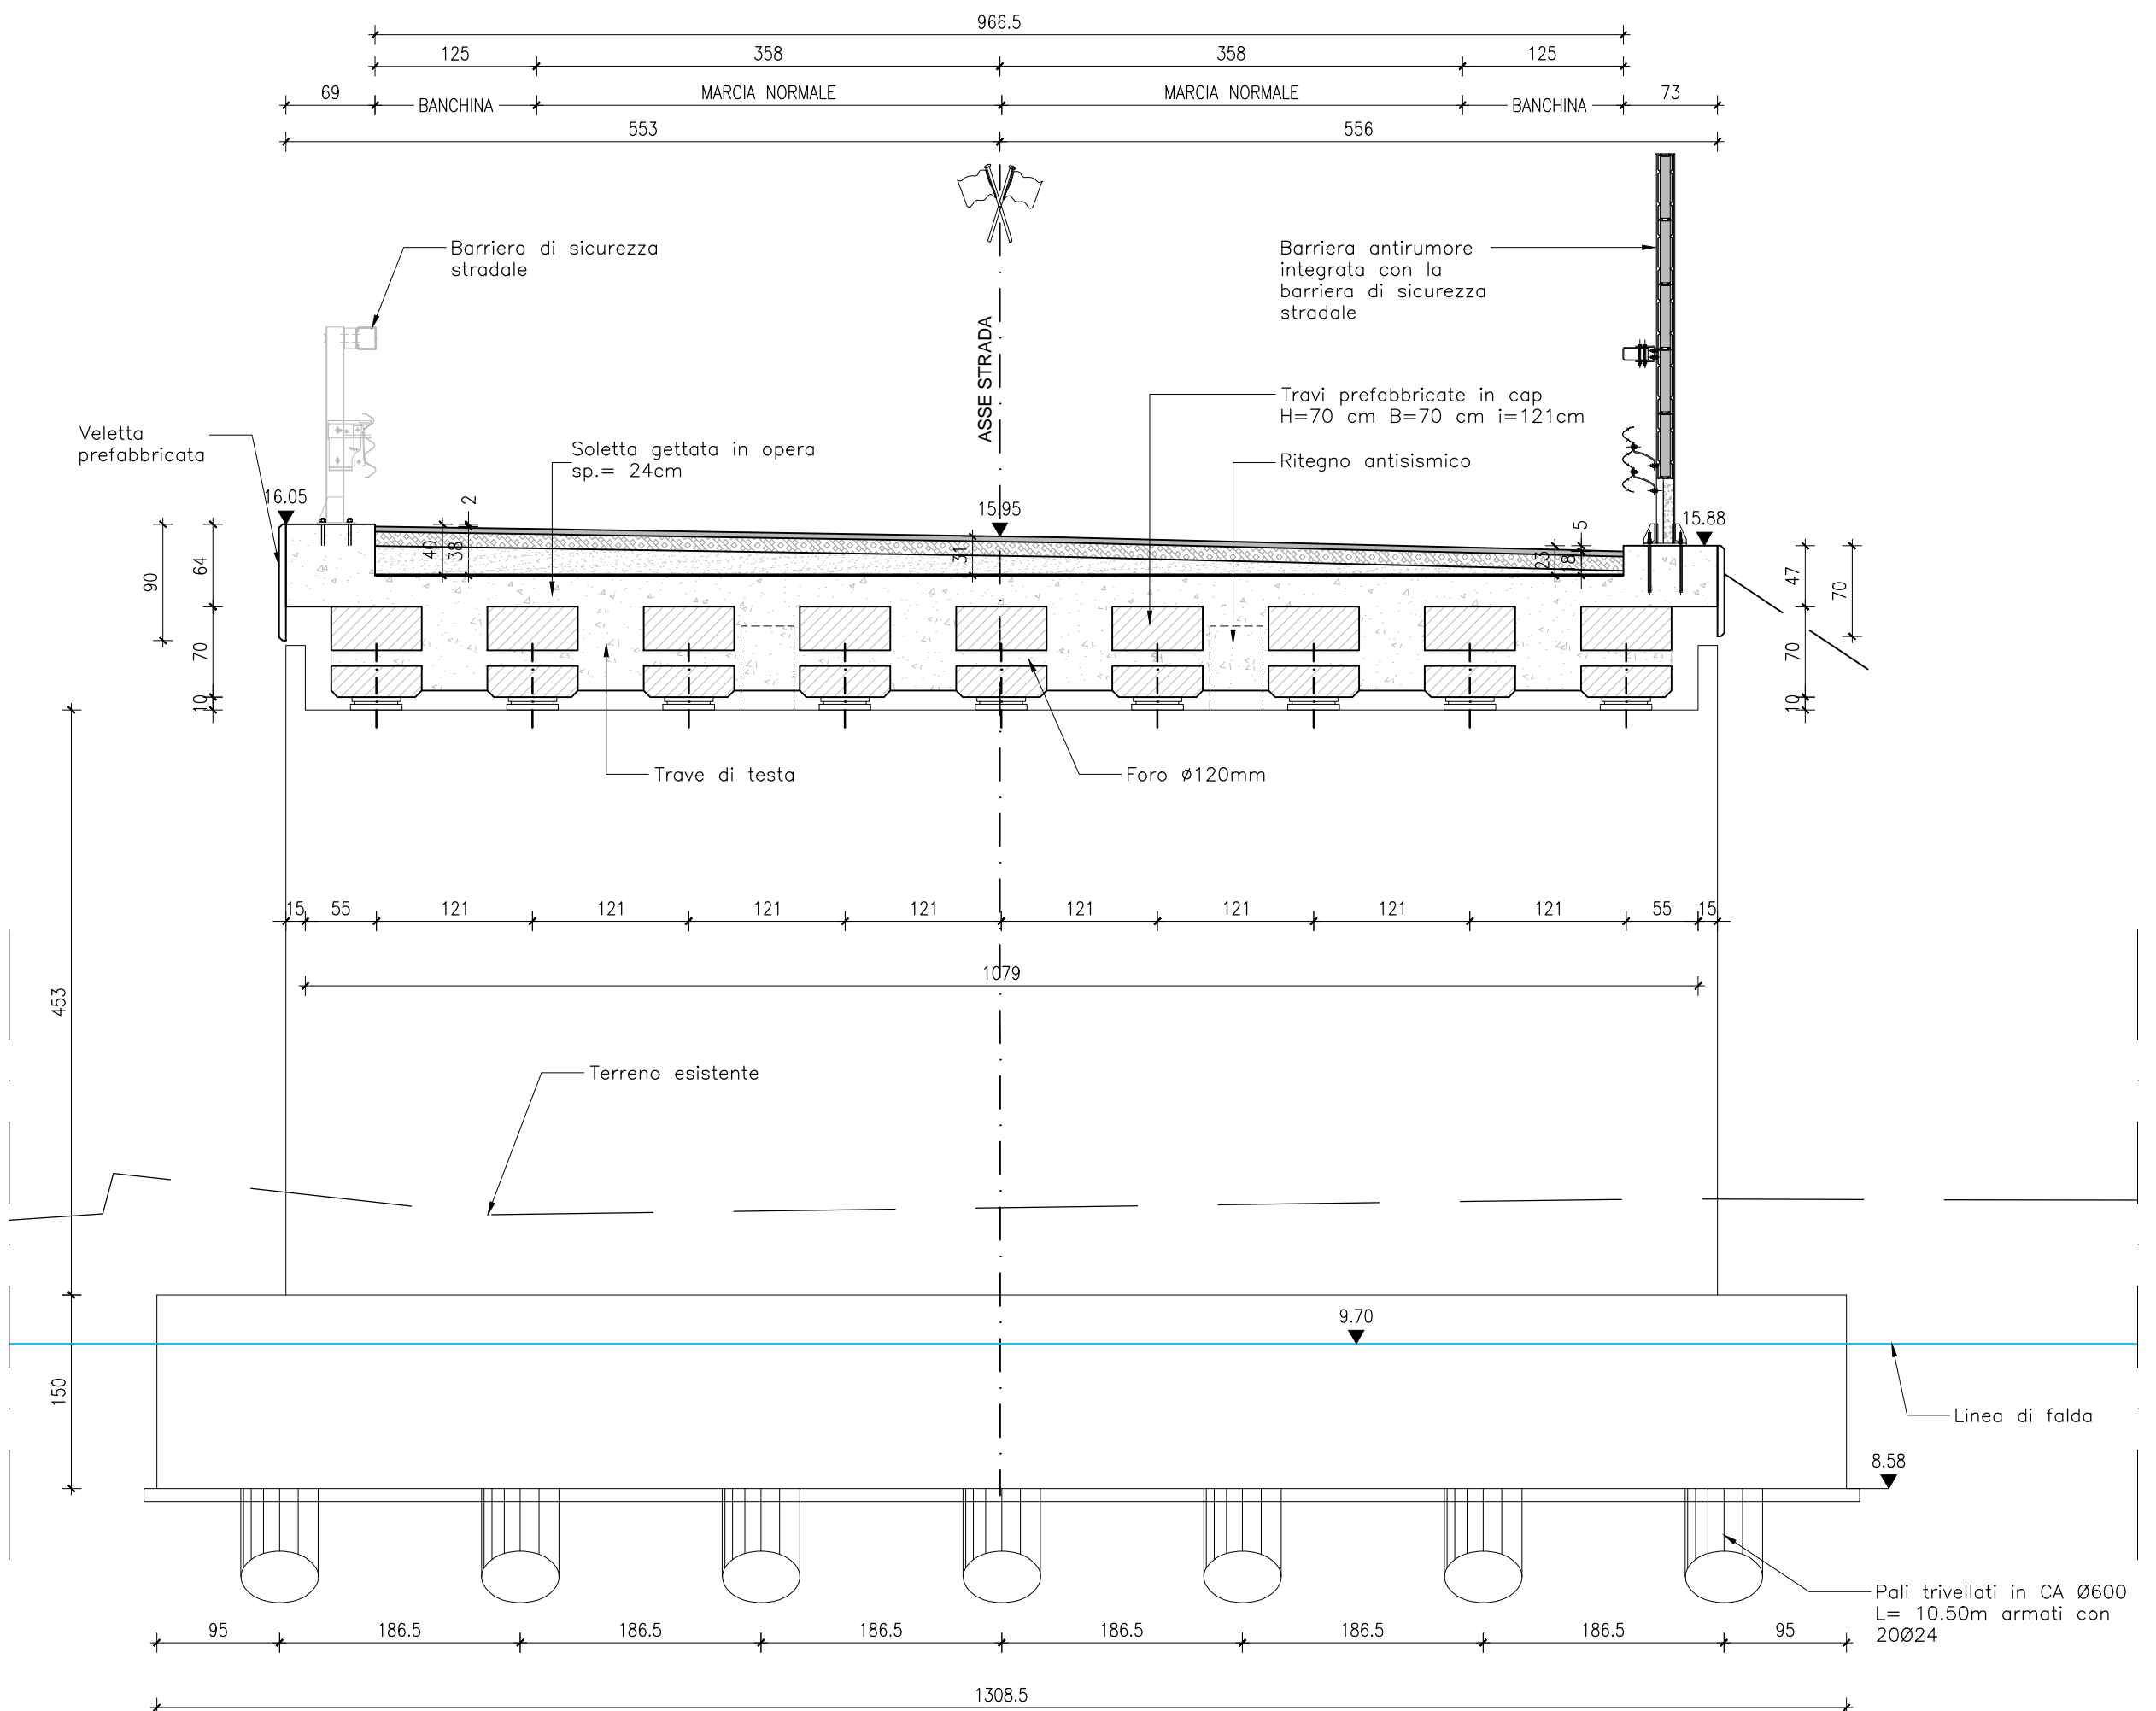 966.5
125 358 358 125
69 BANCHINA MARCIA NORMALE MARCIA NORMALE BANCHINA 73
553 556
Barriera di sicurezza
stradale
Barriera antirumore
integrata con la
barriera di sicurezza
stradale
ASSE STRADA
Travi prefabbricate in cap
H=70 cm B=70 cm i=121cm
Veletta
prefabbricata
Soletta gettata in opera
sp.= 24cm
Ritegno antisismico
16.05 2 15.95 5 15.88
90 64 40 38 31 23 18 47 70
70 70
10 10
Trave di testa
Foro Ø120mm
15 55 121 121 121 121 121 121 121 121 55 15
1079
453
Terreno esistente
9.70
150
Linea di falda
8.58
Pali trivellati in CA Ø600
L= 10.50m armati con
20Ø24
95 186.5 186.5 186.5 186.5 186.5 186.5 95
1308.5